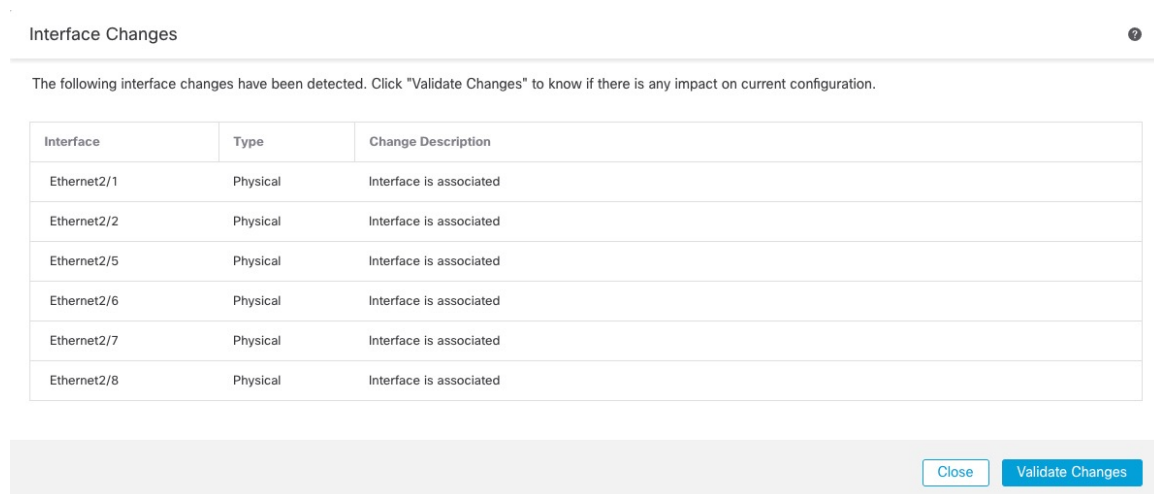 Interface Changes
?
The following interface changes have been detected. Click "Validate Changes" to know if there is any impact on current configuration.
Interface Type Change Description
Ethernet2/1 Physical Interface is associated
Ethernet2/2 Physical Interface is associated
Ethernet2/5 Physical Interface is associated
Ethernet2/6 Physical Interface is associated
Ethernet2/7 Physical Interface is associated
Ethernet2/8 Physical Interface is associated
Close Validate Changes